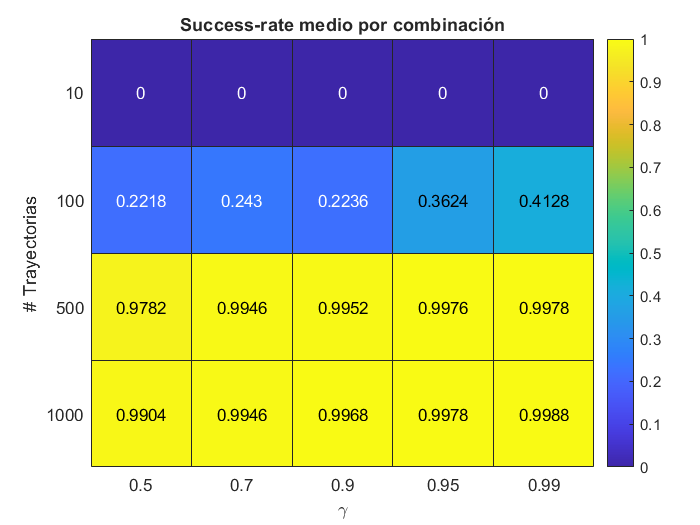 Success-rate medio por combinación
# Trayectorias
10 0 0 0 0 0
100 0.2218 0.243 0.2236 0.3624 0.4128
500 0.9782 0.9946 0.9952 0.9976 0.9978
1000 0.9904 0.9946 0.9968 0.9978 0.9988
0.5 0.7 0.9 0.95 0.99
γ
1
0.9
0.8
0.7
0.6
0.5
0.4
0.3
0.2
0.1
0